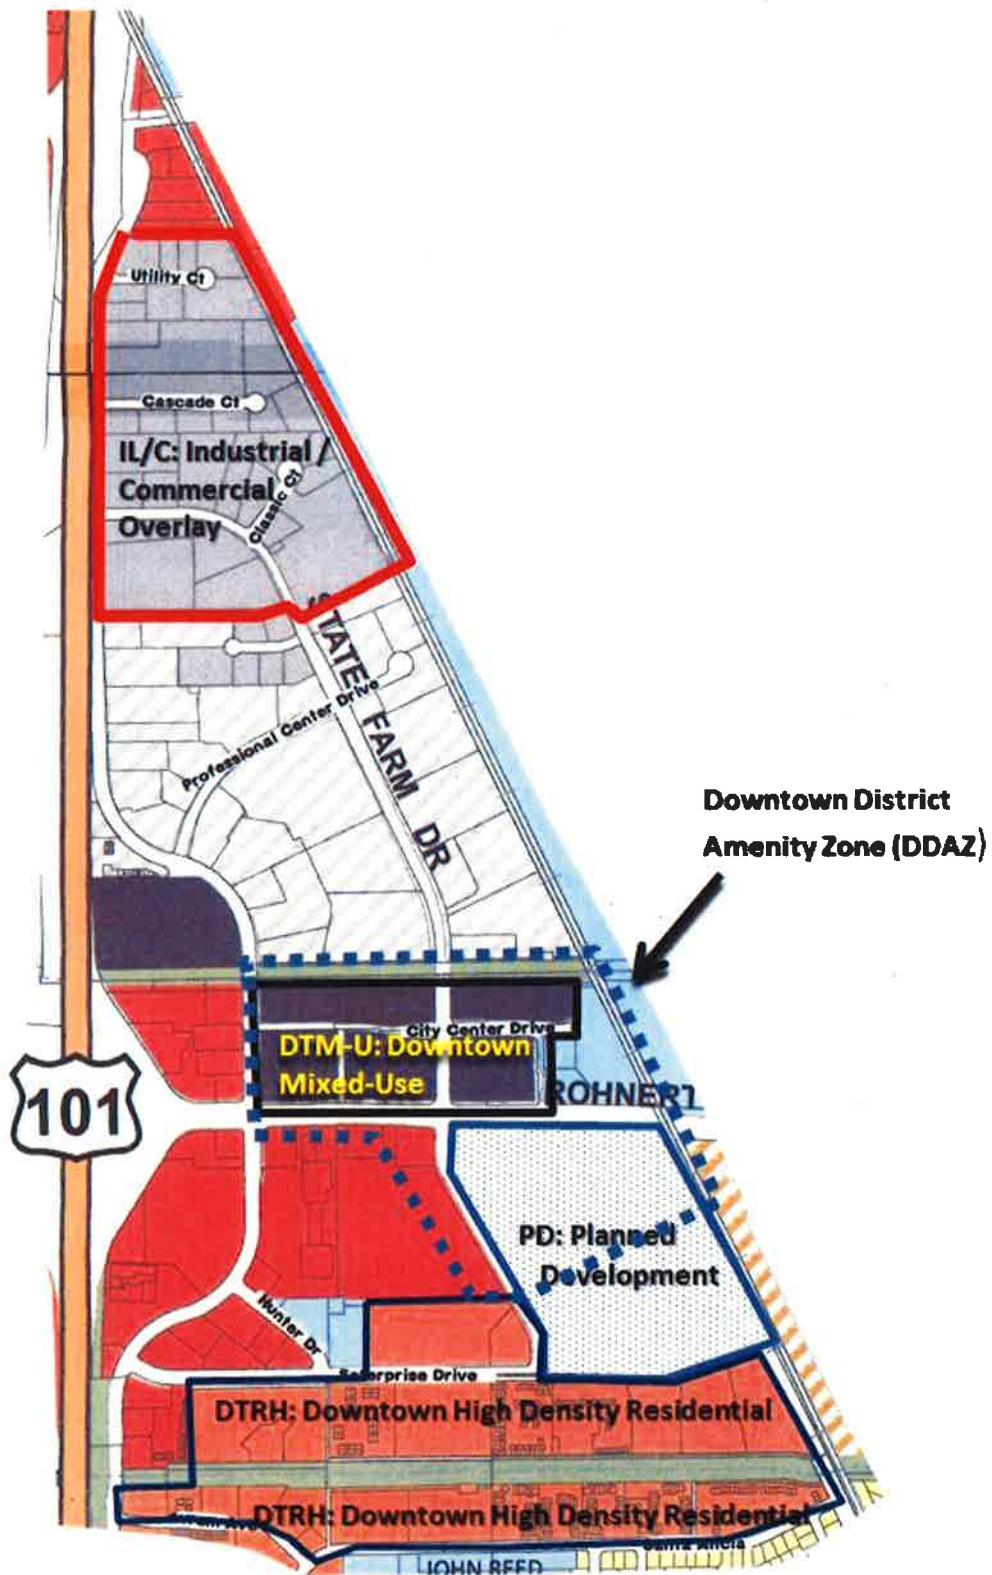 Utility Ct
Cascade Ct
IL/C: Industrial /
Commercial
Overlay
Classic Ct
STATE FARM DR
Professional Center Drive
Downtown District
Amenity Zone (DDAZ)
City Center Drive
DTM-U: Downtown
Mixed-Use
ROHNERT
101
PD: Planned
Development
Hunter Dr
Drive
DTRH: Downtown High Density Residential
DTRH: Downtown High Density Residential
JOHN REED